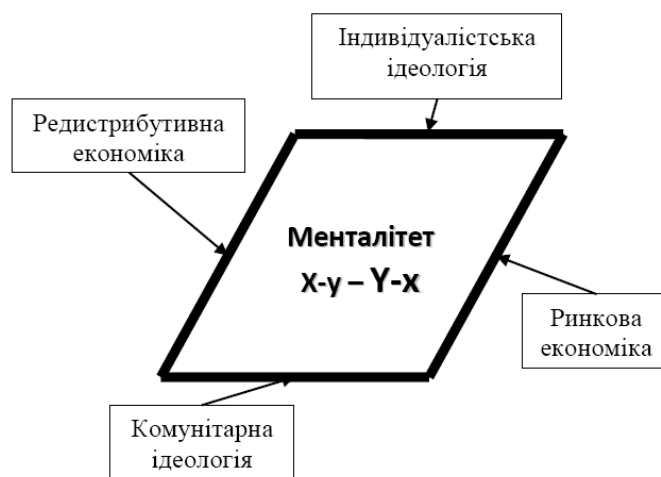 Індивідуалістська
ідеологія
Редистрибутивна
економіка
Менталітет
X-y – Y-x
Ринкова
економіка
Комунітарна
ідеологія